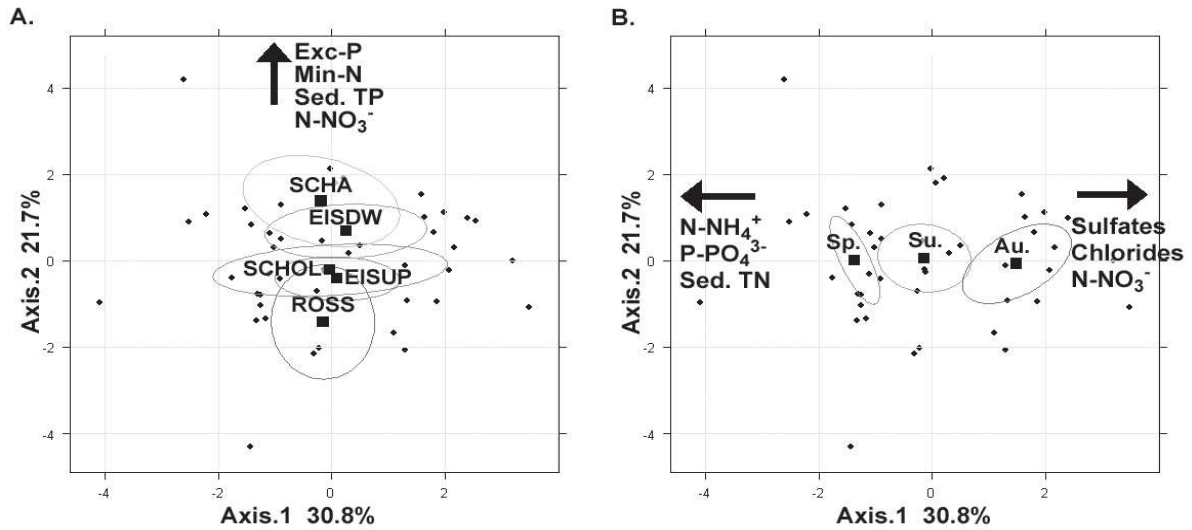 A.
Exc-P
Min-N
Sed. TP
N-NO₃⁻
SCHA
EISDW
SCHOL
EISUP
ROSS
4
2
0
-2
-4
-4
-2
0
2
Axis.2 21.7%
Axis.1 30.8%
B.
N-NH₄⁺
P-PO₄³⁻
Sed. TN
Sp.
Su.
Au.
Sulfates
Chlorides
N-NO₃⁻
4
2
0
-2
-4
-4
-2
0
2
Axis.2 21.7%
Axis.1 30.8%